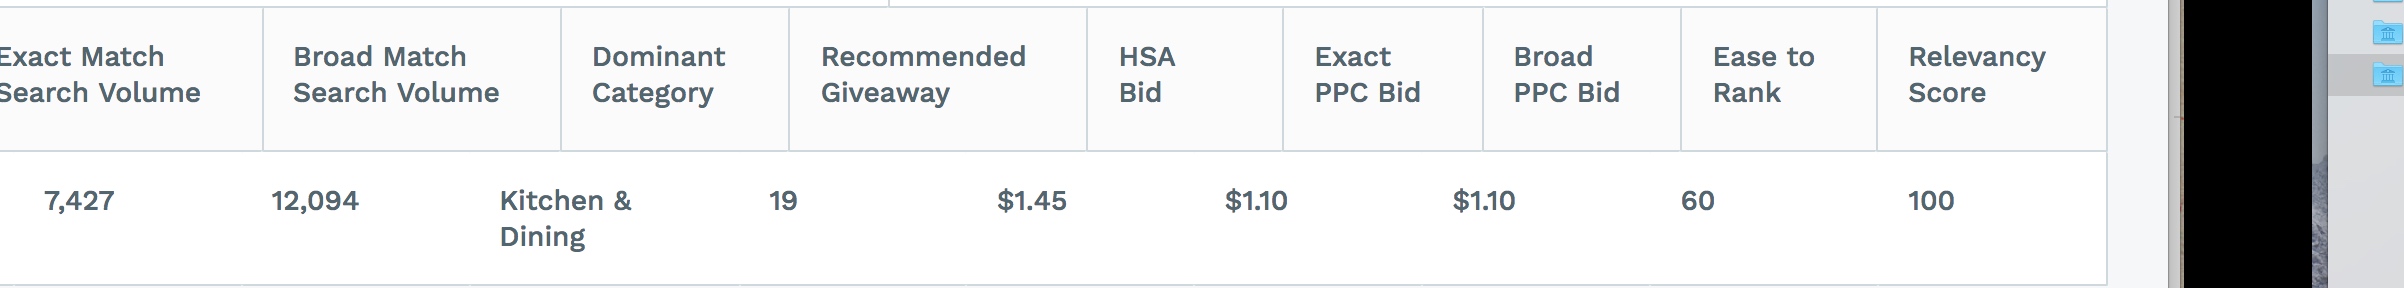 Exact Match Search Volume
Broad Match Search Volume
Dominant Category
Recommended Giveaway
HSA Bid
Exact PPC Bid
Broad PPC Bid
Ease to Rank
Relevancy Score
7,427
12,094
Kitchen & Dining
19
$1.45
$1.10
$1.10
60
100